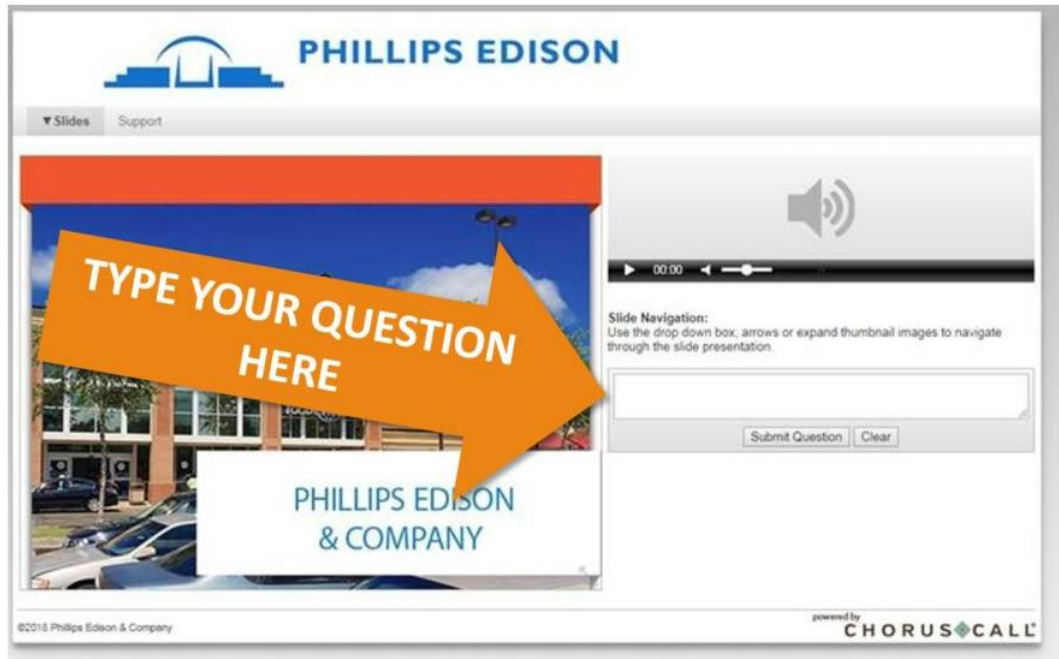 PHILLIPS EDISON
▼Slides Support
TYPE YOUR QUESTION
HERE
PHILLIPS EDISON
& COMPANY
00:00
Slide Navigation:
Use the drop down box, arrows or expand thumbnail images to navigate
through the slide presentation.
Submit Question Clear
©2018 Phillips Edison & Company
powered by
CHORUS CALL